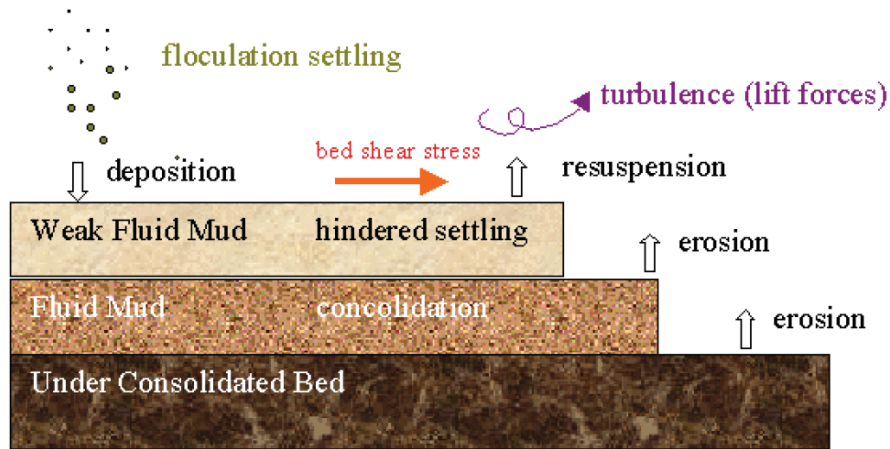 floculation settling
turbulence (lift forces)
bed shear stress
deposition
resuspension
Weak Fluid Mud hindered settling
erosion
Fluid Mud concolidation
erosion
Under Consolidated Bed